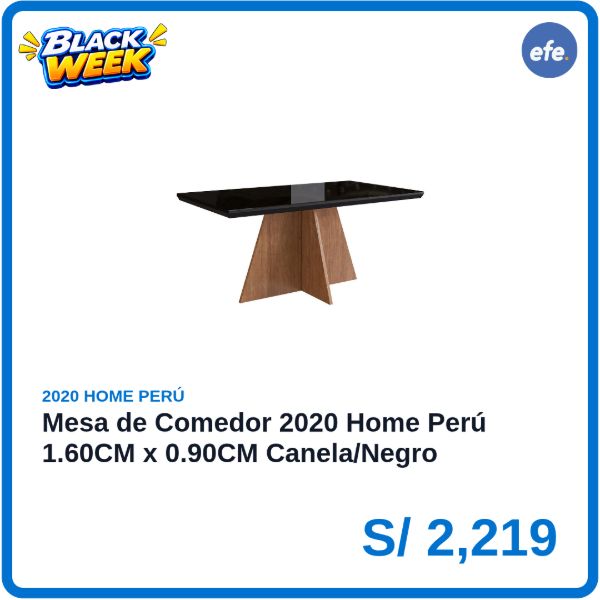 BLACK
WEEK
efe.
2020 HOME PERÚ
Mesa de Comedor 2020 Home Perú
1.60CM x 0.90CM Canela/Negro
S/ 2,219